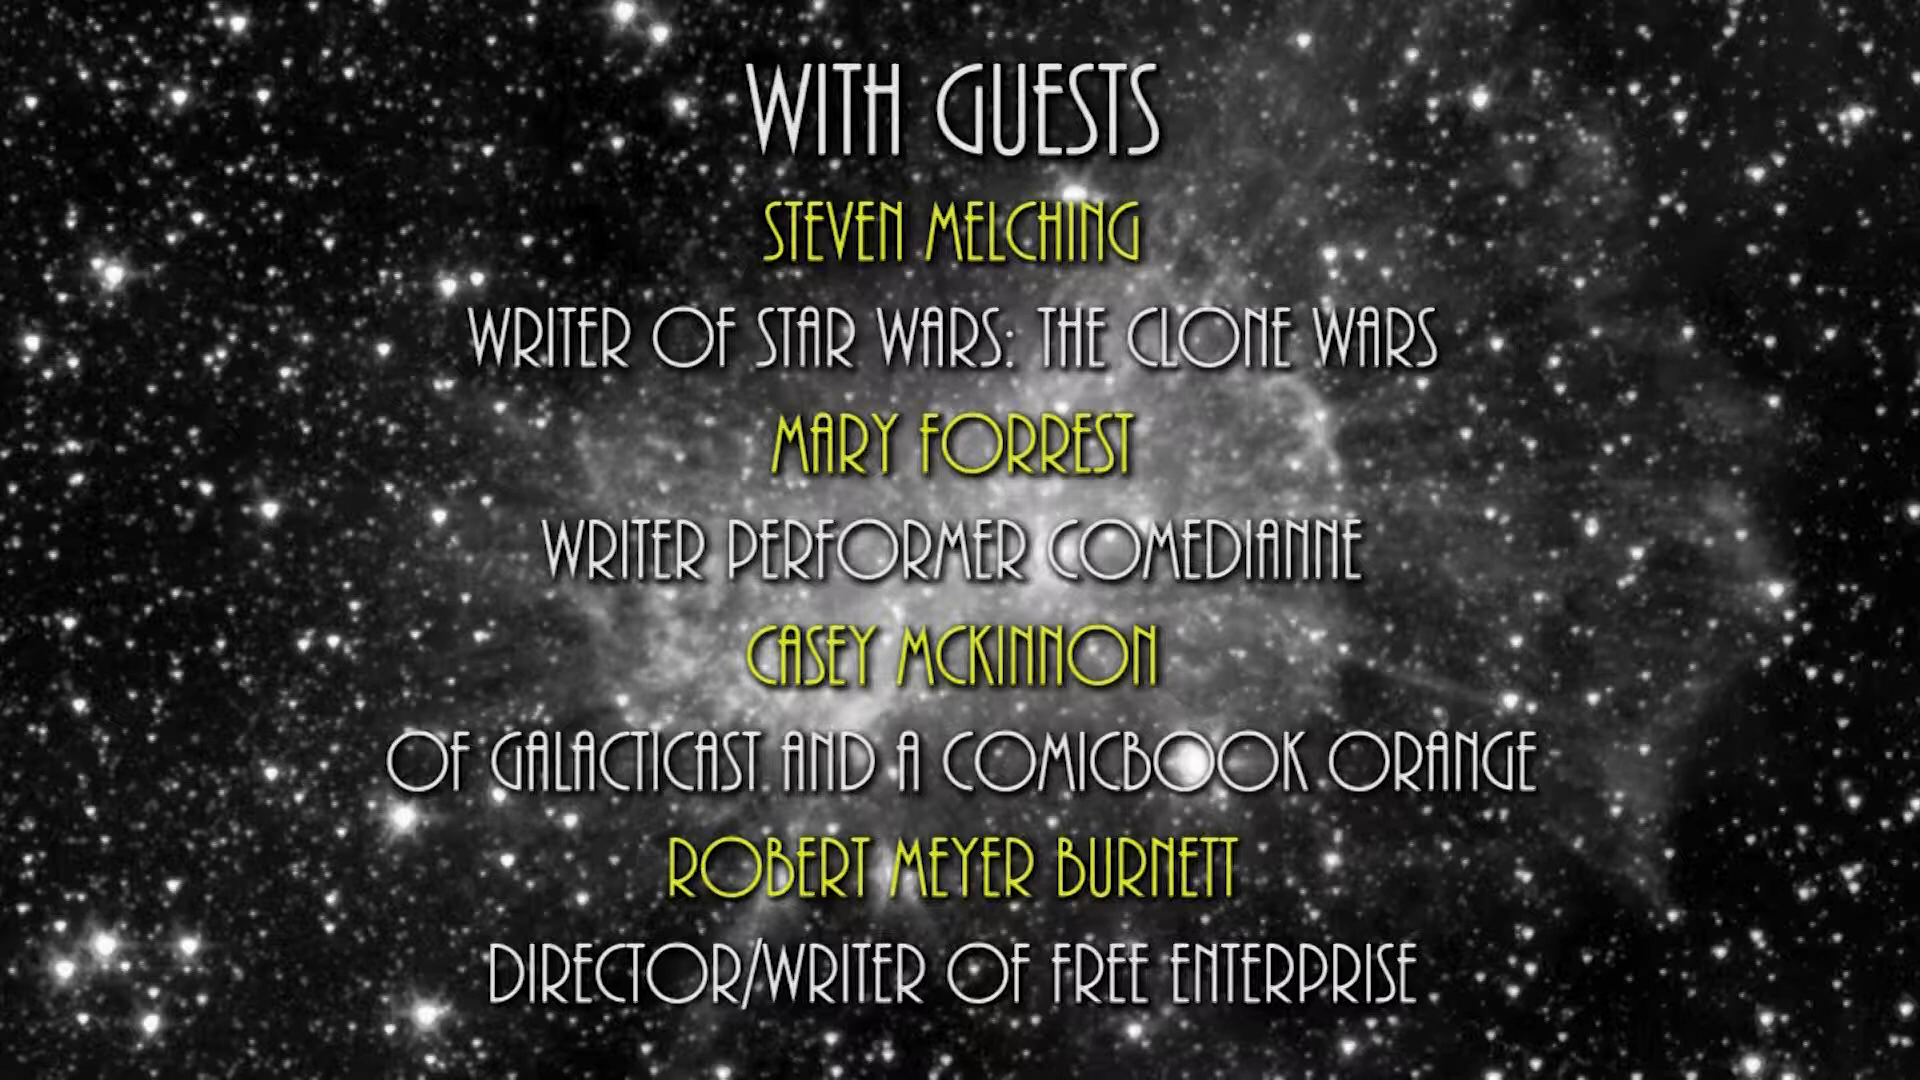 WITH GUESTS
STEVEN MELCHING
WRITER OF STAR WARS: THE CLONE WARS
MARY FORREST
WRITER PERFORMER COMEDIANNE
CASEY MCKINNON
OF GALACTICAST AND A COMICBOOK ORANGE
ROBERT MEYER BURNETT
DIRECTOR/WRITER OF FREE ENTERPRISE